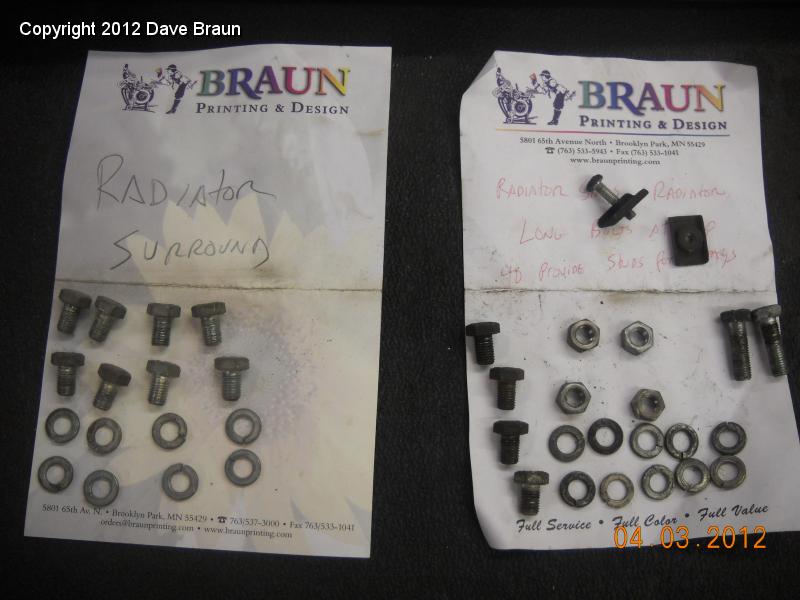 Copyright 2012 Dave Braun
BRAUN
PRINTING & DESIGN
RADIATOR
SURROUND
5801 65th Ave. N. • Brooklyn Park, MN 55429 • ☎ 763/537-3000 • Fax 763/533-1041
orders@braunprinting.com • www.braunprinting.com
BRAUN
PRINTING & DESIGN
5801 65th Avenue North • Brooklyn Park, MN 55429
☎ (763) 533-5943 • Fax (763) 533-1041
www.braunprinting.com
RADIATOR RADIATOR
LONG BOLTS
PROVIDE STUDS FOR
Full Service • Full Color • Full Value
04.03.2012